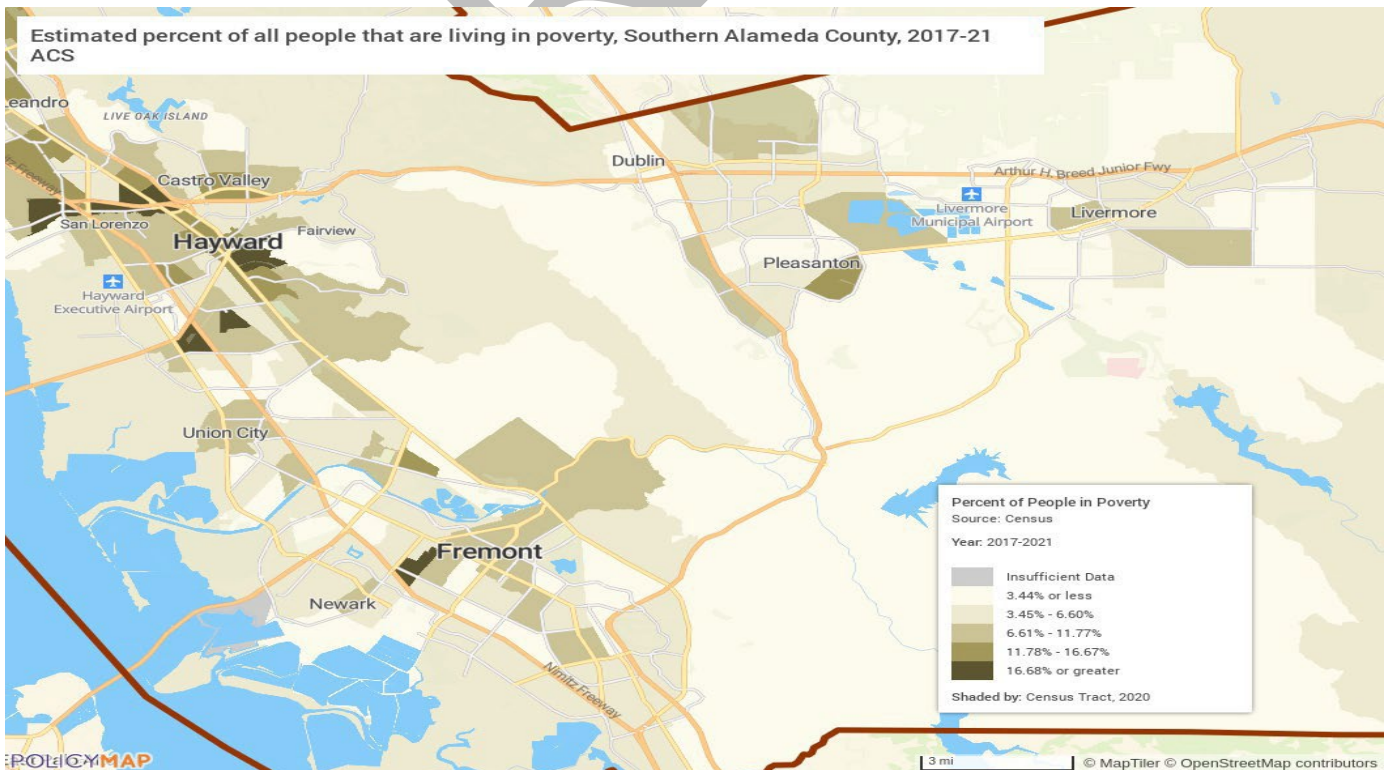 Estimated percent of all people that are living in poverty, Southern Alameda County, 2017-21
ACS
eandro
LIVE OAK ISLAND
Freeway
Castro Valley
Dublin
Arthur H. Breed Junior Fwy
San Lorenzo
Fairview
Hayward
Livermore
Municipal Airport
Livermore
Pleasanton
Hayward
Executive Airport
Union City
Fremont
Newark
Nimitz Freeway
Percent of People in Poverty
Source: Census
Year: 2017-2021
Insufficient Data
3.44% or less
3.45% - 6.60%
6.61% - 11.77%
11.78% - 16.67%
16.68% or greater
Shaded by: Census Tract, 2020
POLICYMAP
3 mi
© MapTiler © OpenStreetMap contributors